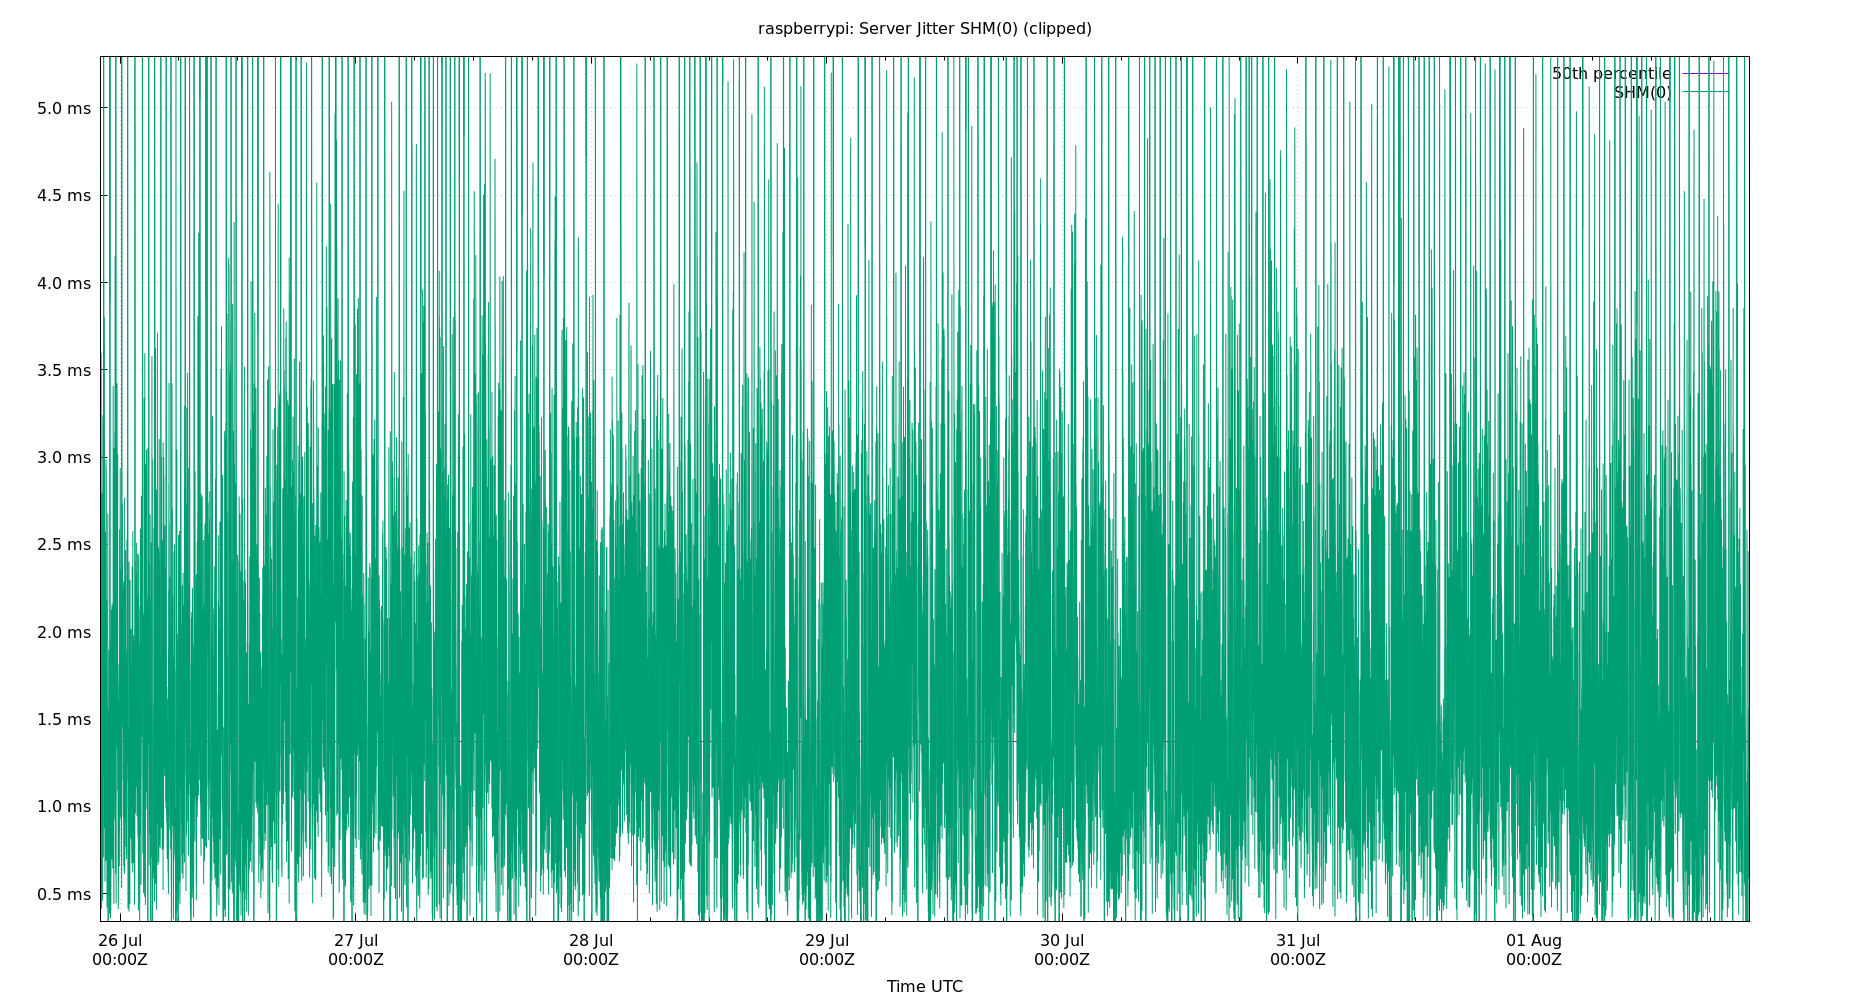 raspberrypi: Server Jitter SHM(0) (clipped)
50th percentile
SHM(0)
5.0 ms
4.5 ms
4.0 ms
3.5 ms
3.0 ms
2.5 ms
2.0 ms
1.5 ms
1.0 ms
0.5 ms
26 Jul 27 Jul 28 Jul 29 Jul 30 Jul 31 Jul 01 Aug
00:00Z 00:00Z 00:00Z 00:00Z 00:00Z 00:00Z 00:00Z
Time UTC